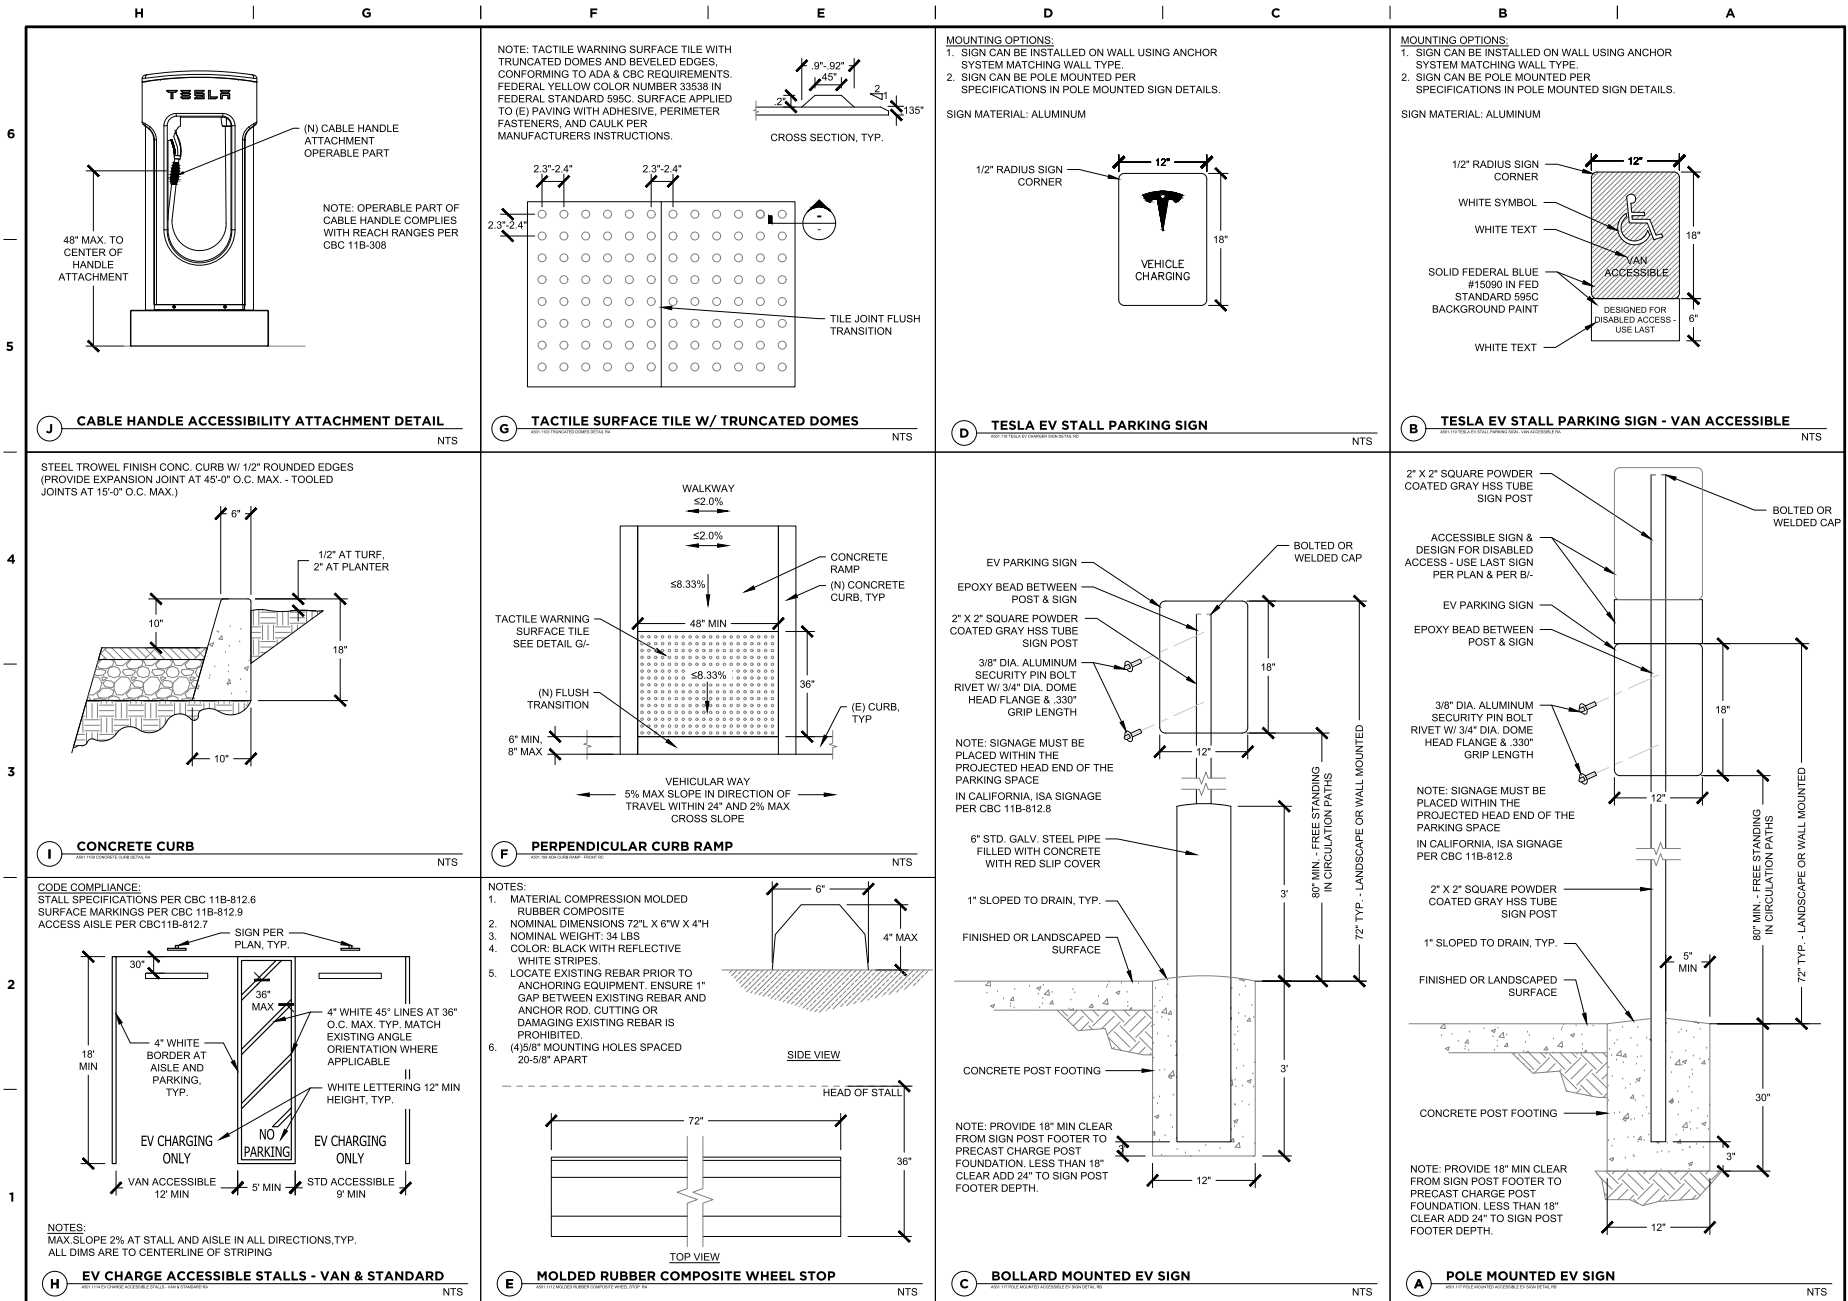 H G F E D C B A
6
5
4
3
2
1
TESLA
(N) CABLE HANDLE
ATTACHMENT
OPERABLE PART
NOTE: OPERABLE PART OF
CABLE HANDLE COMPLIES
WITH REACH RANGES PER
CBC 11B-308
48" MAX. TO
CENTER OF
HANDLE
ATTACHMENT
J CABLE HANDLE ACCESSIBILITY ATTACHMENT DETAIL
NTS
NOTE: TACTILE WARNING SURFACE TILE WITH
TRUNCATED DOMES AND BEVELED EDGES,
CONFORMING TO ADA & CBC REQUIREMENTS.
FEDERAL YELLOW COLOR NUMBER 33538 IN
FEDERAL STANDARD 595C. SURFACE APPLIED
TO (E) PAVING WITH ADHESIVE, PERIMETER
FASTENERS, AND CAULK PER
MANUFACTURERS INSTRUCTIONS.
.9"-.92"
.45"
2
1
.2"
.135"
CROSS SECTION, TYP.
2.3"-2.4"
2.3"-2.4"
2.3"-2.4"
TILE JOINT FLUSH
TRANSITION
G TACTILE SURFACE TILE W/ TRUNCATED DOMES
NTS
MOUNTING OPTIONS:
1. SIGN CAN BE INSTALLED ON WALL USING ANCHOR
SYSTEM MATCHING WALL TYPE.
2. SIGN CAN BE POLE MOUNTED PER
SPECIFICATIONS IN POLE MOUNTED SIGN DETAILS.
SIGN MATERIAL: ALUMINUM
12"
1/2" RADIUS SIGN
CORNER
18"
VEHICLE
CHARGING
D TESLA EV STALL PARKING SIGN
NTS
MOUNTING OPTIONS:
1. SIGN CAN BE INSTALLED ON WALL USING ANCHOR
SYSTEM MATCHING WALL TYPE.
2. SIGN CAN BE POLE MOUNTED PER
SPECIFICATIONS IN POLE MOUNTED SIGN DETAILS.
SIGN MATERIAL: ALUMINUM
12"
1/2" RADIUS SIGN
CORNER
WHITE SYMBOL
WHITE TEXT
18"
VAN
ACCESSIBLE
SOLID FEDERAL BLUE
#15090 IN FED
STANDARD 595C
BACKGROUND PAINT
DESIGNED FOR
DISABLED ACCESS -
USE LAST
6"
WHITE TEXT
B TESLA EV STALL PARKING SIGN - VAN ACCESSIBLE
NTS
STEEL TROWEL FINISH CONC. CURB W/ 1/2" ROUNDED EDGES
(PROVIDE EXPANSION JOINT AT 45'-0" O.C. MAX. - TOOLED
JOINTS AT 15'-0" O.C. MAX.)
6"
1/2" AT TURF,
2" AT PLANTER
10"
18"
10"
I CONCRETE CURB
NTS
WALKWAY
≤2.0%
≤2.0%
CONCRETE
RAMP
≤8.33%
(N) CONCRETE
CURB, TYP
TACTILE WARNING
SURFACE TILE
SEE DETAIL G/-
48" MIN
≤8.33%
36"
(N) FLUSH
TRANSITION
(E) CURB,
TYP
6" MIN,
8" MAX
VEHICULAR WAY
5% MAX SLOPE IN DIRECTION OF
TRAVEL WITHIN 24" AND 2% MAX
CROSS SLOPE
F PERPENDICULAR CURB RAMP
NTS
CODE COMPLIANCE:
STALL SPECIFICATIONS PER CBC 11B-812.6
SURFACE MARKINGS PER CBC 11B-812.9
ACCESS AISLE PER CBC11B-812.7
SIGN PER
PLAN, TYP.
30"
36"
MAX
4" WHITE 45° LINES AT 36"
O.C. MAX. TYP. MATCH
EXISTING ANGLE
ORIENTATION WHERE
APPLICABLE
18'
MIN
4" WHITE
BORDER AT
AISLE AND
PARKING,
TYP.
WHITE LETTERING 12" MIN
HEIGHT, TYP.
EV CHARGING
ONLY
NO
PARKING
EV CHARGING
ONLY
VAN ACCESSIBLE
12' MIN
5' MIN
STD ACCESSIBLE
9' MIN
NOTES:
MAX.SLOPE 2% AT STALL AND AISLE IN ALL DIRECTIONS,TYP.
ALL DIMS ARE TO CENTERLINE OF STRIPING
H EV CHARGE ACCESSIBLE STALLS - VAN & STANDARD
NTS
NOTES:
1. MATERIAL COMPRESSION MOLDED
RUBBER COMPOSITE
2. NOMINAL DIMENSIONS 72"L X 6"W X 4"H
3. NOMINAL WEIGHT: 34 LBS
4. COLOR: BLACK WITH REFLECTIVE
WHITE STRIPES.
5. LOCATE EXISTING REBAR PRIOR TO
ANCHORING EQUIPMENT. ENSURE 1"
GAP BETWEEN EXISTING REBAR AND
ANCHOR ROD. CUTTING OR
DAMAGING EXISTING REBAR IS
PROHIBITED.
6. (4)5/8" MOUNTING HOLES SPACED
20-5/8" APART
6"
4" MAX
SIDE VIEW
HEAD OF STALL
72"
36"
TOP VIEW
E MOLDED RUBBER COMPOSITE WHEEL STOP
NTS
BOLTED OR
WELDED CAP
EV PARKING SIGN
EPOXY BEAD BETWEEN
POST & SIGN
2" X 2" SQUARE POWDER
COATED GRAY HSS TUBE
SIGN POST
3/8" DIA. ALUMINUM
SECURITY PIN BOLT
RIVET W/ 3/4" DIA. DOME
HEAD FLANGE & .330"
GRIP LENGTH
18"
NOTE: SIGNAGE MUST BE
PLACED WITHIN THE
PROJECTED HEAD END OF THE
PARKING SPACE
IN CALIFORNIA, ISA SIGNAGE
PER CBC 11B-812.8
12"
6" STD. GALV. STEEL PIPE
FILLED WITH CONCRETE
WITH RED SLIP COVER
80" MIN. - FREE STANDING
IN CIRCULATION PATHS
72" TYP. - LANDSCAPE OR WALL MOUNTED
3'
1" SLOPED TO DRAIN, TYP.
FINISHED OR LANDSCAPED
SURFACE
CONCRETE POST FOOTING
3'
NOTE: PROVIDE 18" MIN CLEAR
FROM SIGN POST FOOTER TO
PRECAST CHARGE POST
FOUNDATION. LESS THAN 18"
CLEAR ADD 24" TO SIGN POST
FOOTER DEPTH.
3"
12"
C BOLLARD MOUNTED EV SIGN
NTS
2" X 2" SQUARE POWDER
COATED GRAY HSS TUBE
SIGN POST
BOLTED OR
WELDED CAP
ACCESSIBLE SIGN &
DESIGN FOR DISABLED
ACCESS - USE LAST SIGN
PER PLAN & PER B/-
EV PARKING SIGN
EPOXY BEAD BETWEEN
POST & SIGN
3/8" DIA. ALUMINUM
SECURITY PIN BOLT
RIVET W/ 3/4" DIA. DOME
HEAD FLANGE & .330"
GRIP LENGTH
18"
NOTE: SIGNAGE MUST BE
PLACED WITHIN THE
PROJECTED HEAD END OF THE
PARKING SPACE
IN CALIFORNIA, ISA SIGNAGE
PER CBC 11B-812.8
12"
80" MIN. - FREE STANDING
IN CIRCULATION PATHS
72" TYP. - LANDSCAPE OR WALL MOUNTED
2" X 2" SQUARE POWDER
COATED GRAY HSS TUBE
SIGN POST
1" SLOPED TO DRAIN, TYP.
5"
MIN
FINISHED OR LANDSCAPED
SURFACE
CONCRETE POST FOOTING
30"
3"
NOTE: PROVIDE 18" MIN CLEAR
FROM SIGN POST FOOTER TO
PRECAST CHARGE POST
FOUNDATION. LESS THAN 18"
CLEAR ADD 24" TO SIGN POST
FOOTER DEPTH.
12"
A POLE MOUNTED EV SIGN
NTS